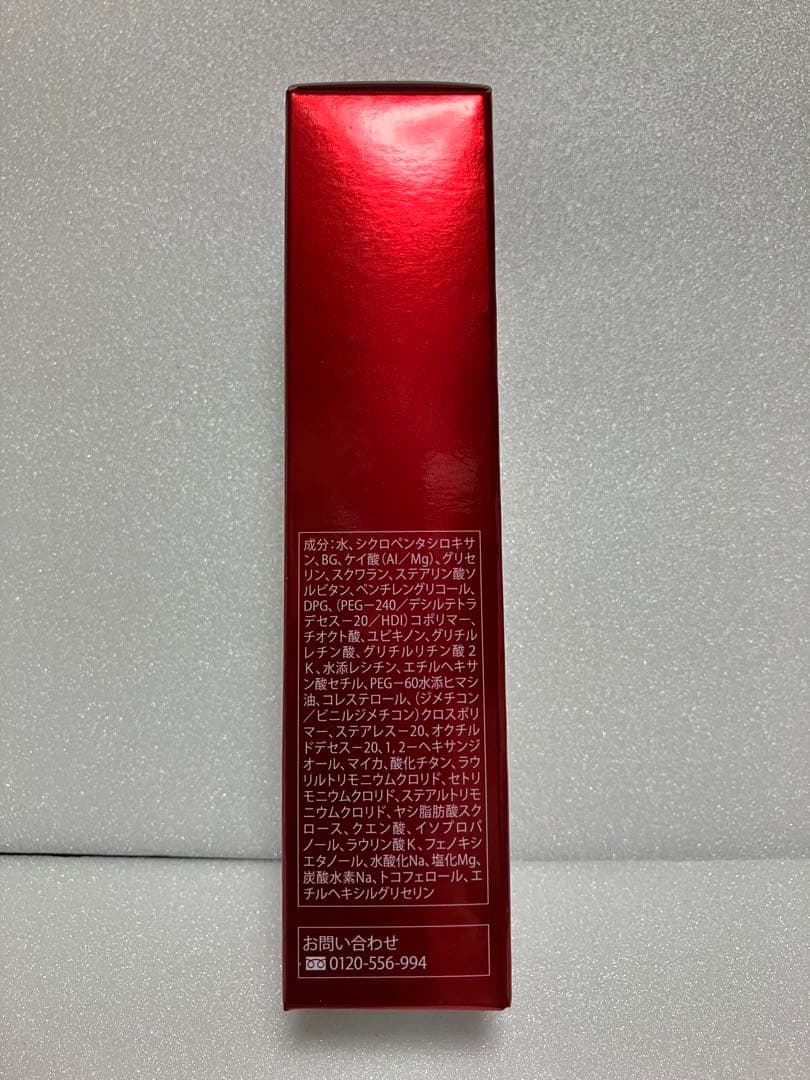 成分:水、シクロペンタシロキサ
ン、BG、ケイ酸(Al/Mg)、グリセ
リン、スクワラン、ステアリン酸ソ
ルビタン、ペンチレングリコール、
DPG、(PEG-240/デシルテトラ
デセス-20/HDI)コポリマー、
チオクト酸、ユビキノン、グリチル
レチン酸、グリチルリチン酸2
K、水添レシチン、エチルヘキサ
ン酸セチル、PEG-60水添ヒマシ
油、コレステロール、(ジメチコン
/ビニルジメチコン)クロスポリ
マー、ステアレス-20、オクチル
ドデセス-20、1,2-ヘキサンジ
オール、マイカ、酸化チタン、ラウ
リルトリモニウムクロリド、セトリ
モニウムクロリド、ステアルトリモ
ニウムクロリド、ヤシ脂肪酸スク
ロース、クエン酸、イソプロパ
ノール、ラウリン酸K、フェノキシ
エタノール、水酸化Na、塩化Mg、
炭酸水素Na、トコフェロール、エ
チルヘキシルグリセリン
お問い合わせ
0120-556-994